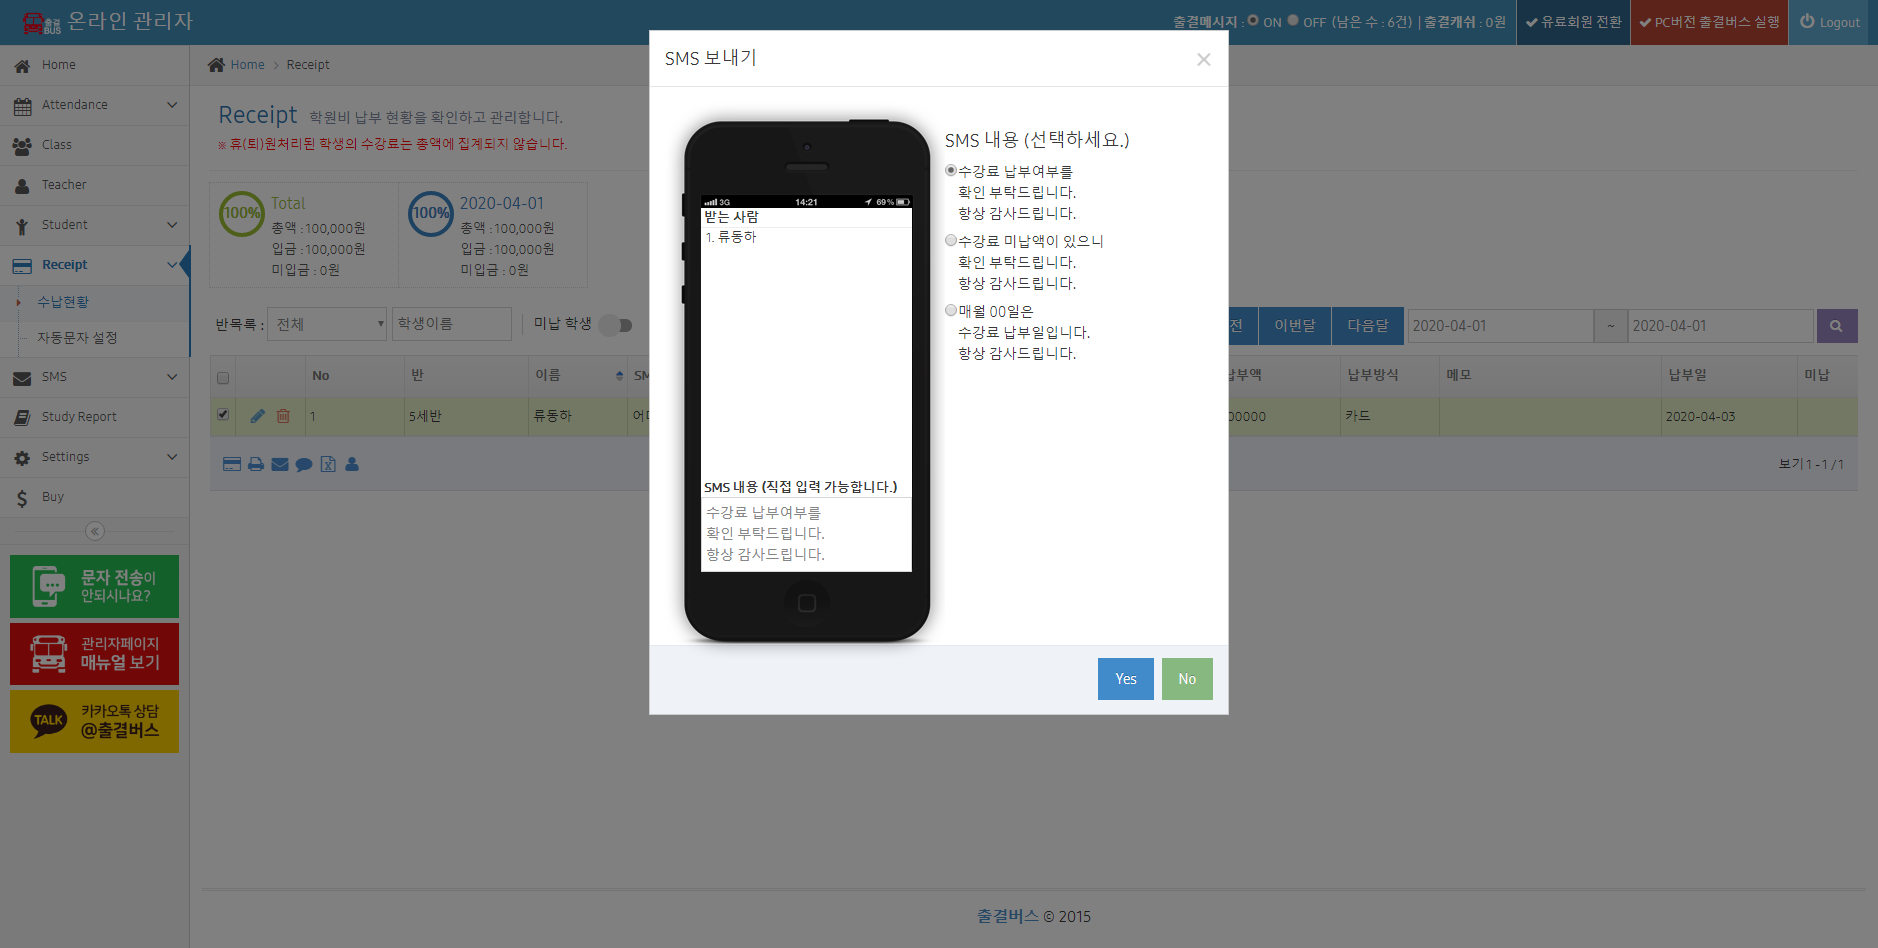 출결
BUS
온라인 관리자
출결메시지 : ON OFF (남은 수 : 6건) | 출결캐쉬 : 0원
유료회원 전환
PC버전 출결버스 실행
Logout
Home
Attendance
Class
Teacher
Student
Receipt
수납현황
자동문자 설정
SMS
Study Report
Settings
Buy
문자 전송이
안되시나요?
관리자페이지
매뉴얼 보기
TALK
카카오톡 상담
@출결버스
Home > Receipt
Receipt 학원비 납부 현황을 확인하고 관리합니다.
※ 휴(퇴)원처리된 학생의 수강료는 총액에 집계되지 않습니다.
100%
Total
총액 :100,000원
입금 :100,000원
미입금 : 0원
100%
2020-04-01
총액 :100,000원
입금 :100,000원
미입금 : 0원
반목록 : 전체 학생이름 미납 학생
전 이번달 다음달 2020-04-01 ~ 2020-04-01
No 반 이름 SM 납부액 납부방식 메모 납부일 미납
1 5세반 류동하 00000 카드 2020-04-03
보기 1 - 1 / 1
SMS 보내기
×
3G 14:21 69%
받는 사람
1. 류동하
SMS 내용 (직접 입력 가능합니다.)
수강료 납부여부를
확인 부탁드립니다.
항상 감사드립니다.
SMS 내용 (선택하세요.)
수강료 납부여부를
확인 부탁드립니다.
항상 감사드립니다.
수강료 미납액이 있으니
확인 부탁드립니다.
항상 감사드립니다.
매월 00일은
수강료 납부일입니다.
항상 감사드립니다.
Yes
No
출결버스 © 2015